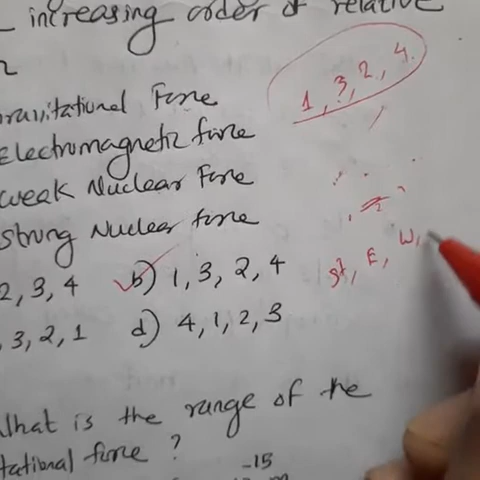 increasing order of relative
Gravitational Force
1, 3, 2, 4
Electromagnetic force
weak Nuclear Force
strong Nuclear force
2, 3, 4 b) 1, 3, 2, 4
st, E, W,
, 3, 2, 1 d) 4, 1, 2, 3
What is the range of the
tational force ?
-15